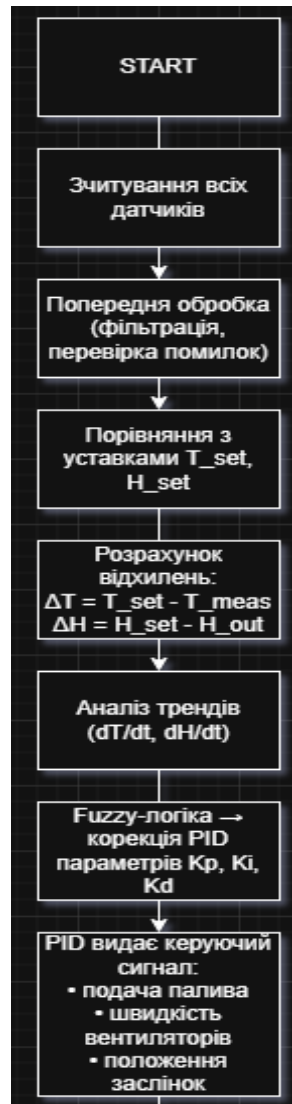 START
Зчитування всіх
датчиків
Попередня обробка
(фільтрація,
перевірка помилок)
Порівняння з
уставками T_set,
H_set
Розрахунок
відхилень:
ΔT = T_set - T_meas
ΔH = H_set - H_out
Аналіз трендів
(dT/dt, dH/dt)
Fuzzy-логіка →
корекція PID
параметрів Kp, Ki,
Kd
PID видає керуючий
сигнал:
• подача палива
• швидкість
вентиляторів
• положення
заслінок